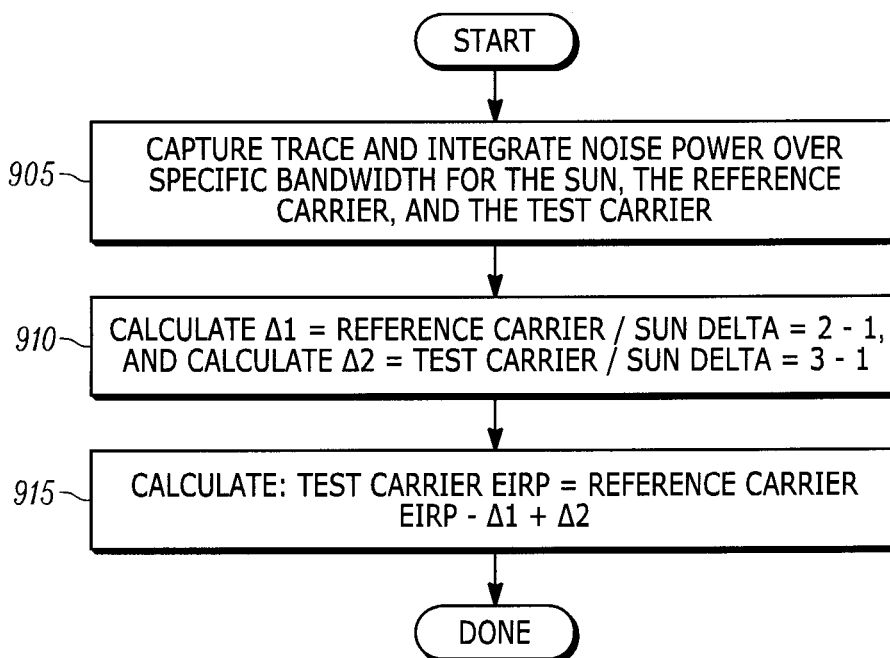 START
905
CAPTURE TRACE AND INTEGRATE NOISE POWER OVER
SPECIFIC BANDWIDTH FOR THE SUN, THE REFERENCE
CARRIER, AND THE TEST CARRIER
910
CALCULATE Δ1 = REFERENCE CARRIER / SUN DELTA = 2 - 1,
AND CALCULATE Δ2 = TEST CARRIER / SUN DELTA = 3 - 1
915
CALCULATE: TEST CARRIER EIRP = REFERENCE CARRIER
EIRP - Δ1 + Δ2
DONE